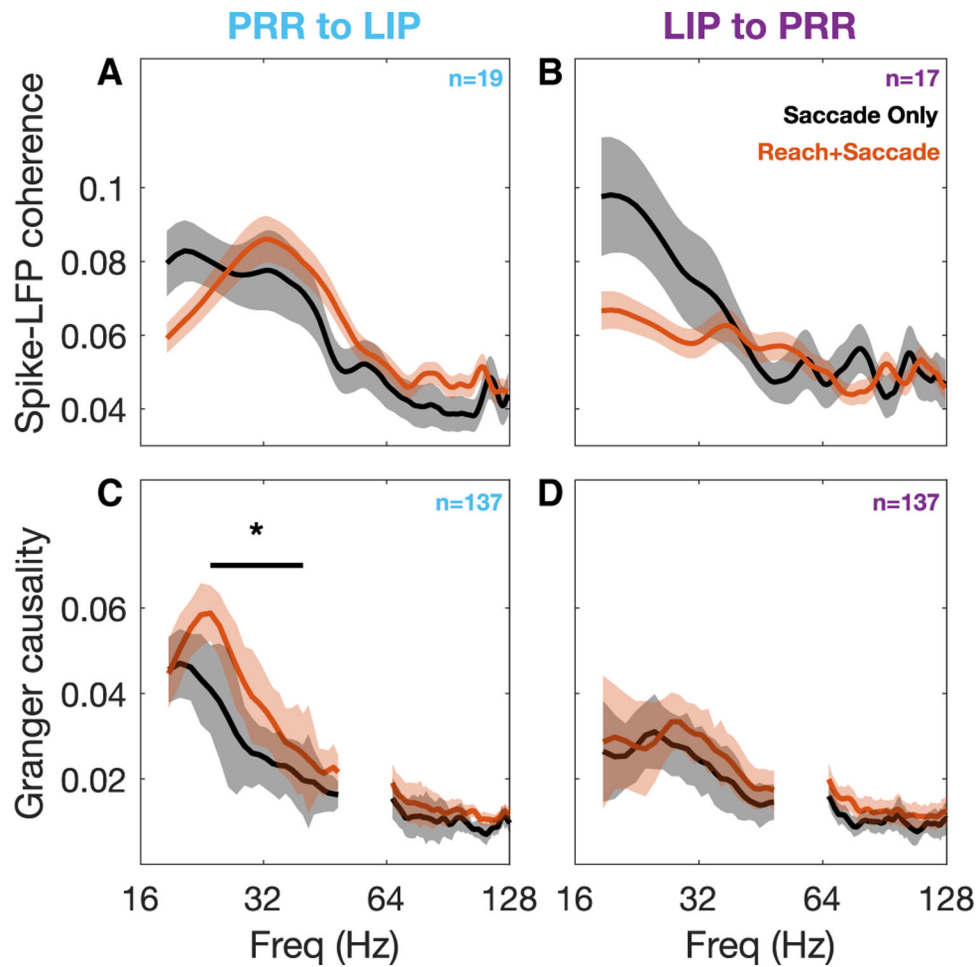 PRR to LIP
LIP to PRR
A
n=19
B
n=17
Saccade Only
Reach+Saccade
Spike-LFP coherence
0.1
0.08
0.06
0.04
C
n=137
D
n=137
*
Granger causality
0.06
0.04
0.02
16
32
64
128
16
32
64
128
Freq (Hz)
Freq (Hz)